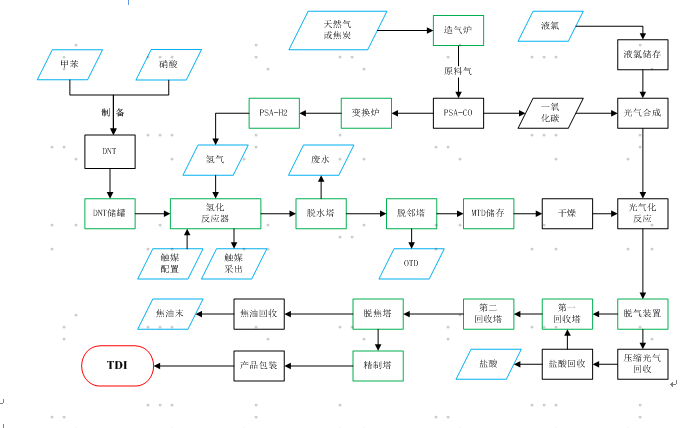 天然气
或焦炭
造气炉
液氯
甲苯
硝酸
原料气
液氯储存
制 备
PSA-H2
变换炉
PSA-CO
一氧
化碳
光气合成
DNT
氢气
废水
DNT储罐
氢化
反应器
脱水塔
脱邻塔
MTD储存
干燥
光气化
反应
触媒
配置
触媒
采出
OTD
焦油末
焦油回收
脱焦塔
第二
回收塔
第一
回收塔
脱气装置
TDI
产品包装
精制塔
盐酸
盐酸回收
压缩光气
回收